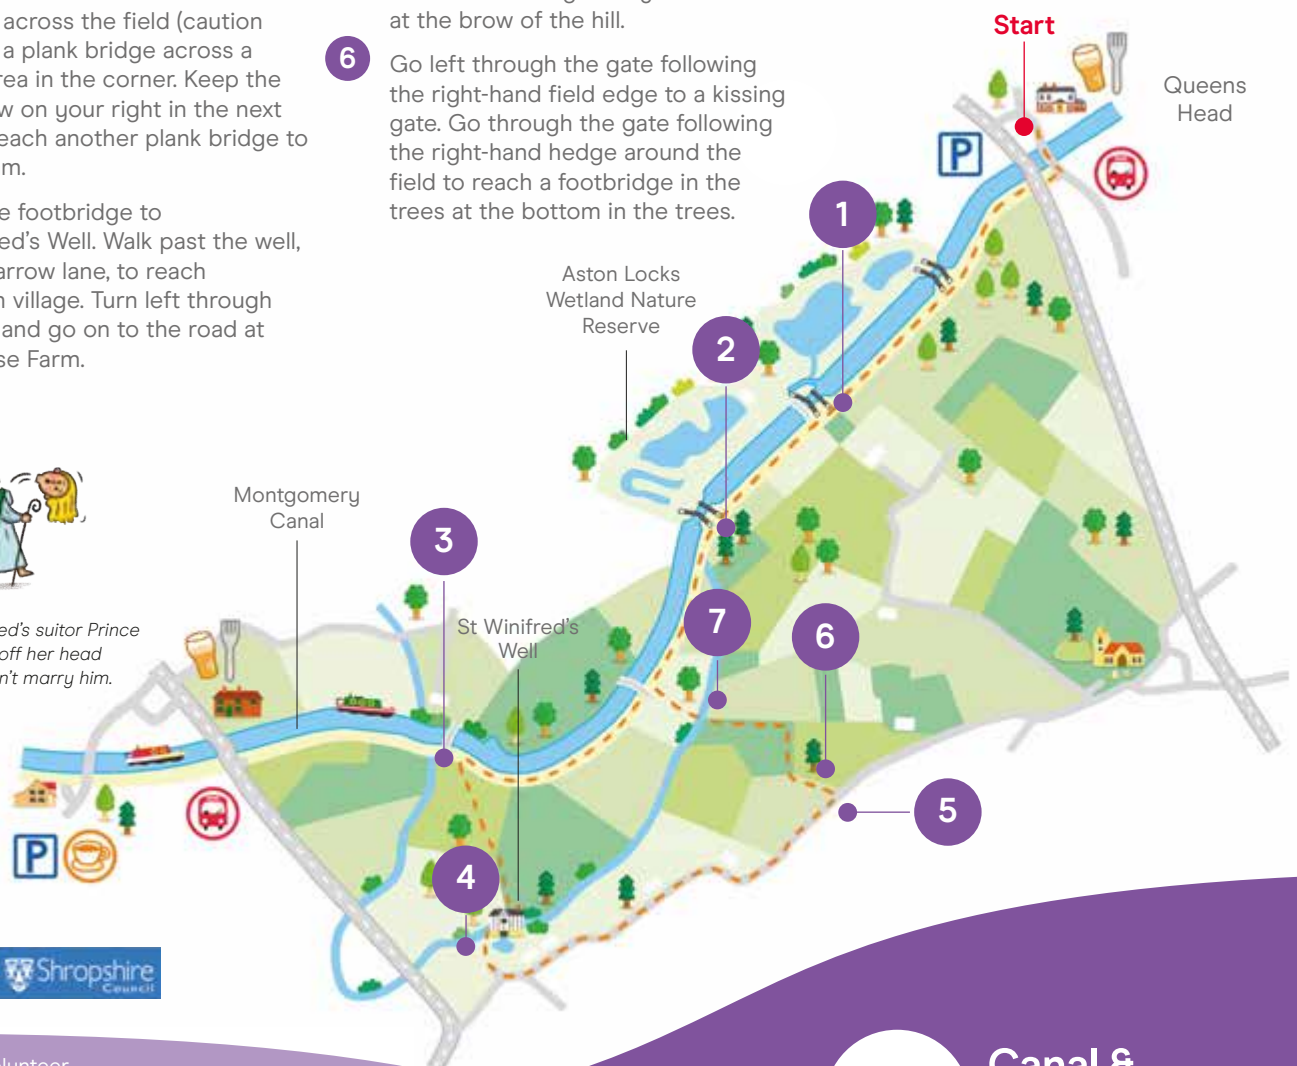 across the field (caution
a plank bridge across a
area in the corner. Keep the
on your right in the next
reach another plank bridge to
footbridge to
Well. Walk past the well,
narrow lane, to reach
village. Turn left through
and go on to the road at
Farm.
at the brow of the hill.
6
Go left through the gate following
the right-hand field edge to a kissing
gate. Go through the gate following
the right-hand hedge around the
field to reach a footbridge in the
trees at the bottom in the trees.
Start
Queens
Head
P
1
Aston Locks
Wetland Nature
Reserve
2
Montgomery
Canal
3
suitor Prince
off her head
marry him.
St Winifred's
Well
7
6
5
4
P
Shropshire
Council
Canal &